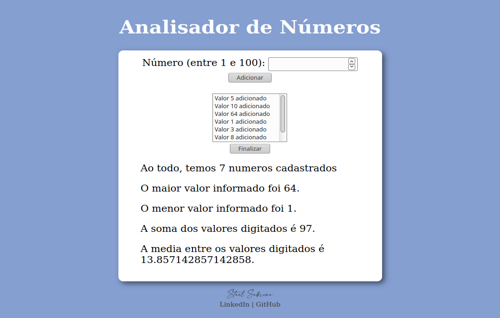 Analisador de Números
Número (entre 1 e 100):
Adicionar
Valor 5 adicionado
Valor 10 adicionado
Valor 64 adicionado
Valor 1 adicionado
Valor 3 adicionado
Valor 8 adicionado
Finalizar
Ao todo, temos 7 numeros cadastrados
O maior valor informado foi 64.
O menor valor informado foi 1.
A soma dos valores digitados é 97.
A media entre os valores digitados é
13.857142857142858.
LinkedIn | GitHub